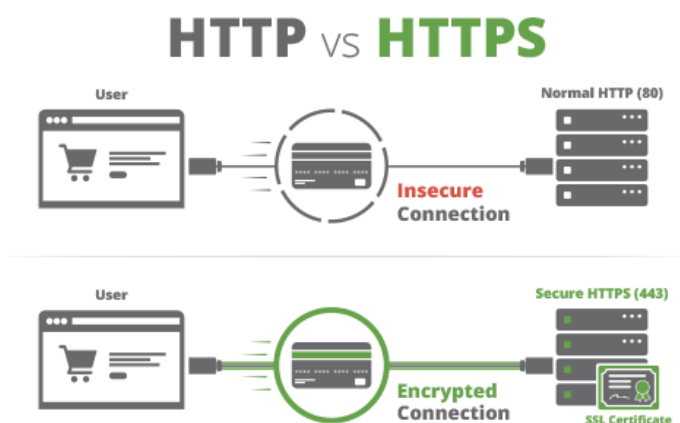 HTTP vs HTTPS
User
Normal HTTP (80)
Insecure
Connection
User
Secure HTTPS (443)
Encrypted
Connection
SSL Certificate